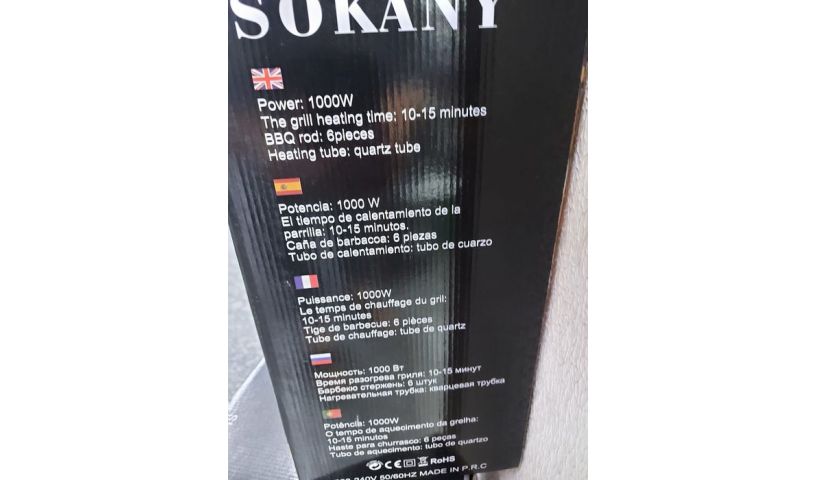 SOKANY
Power: 1000W
The grill heating time: 10-15 minutes
BBQ rod: 6pieces
Heating tube: quartz tube
Potencia: 1000 W
El tiempo de calentamiento de la
parrilla: 10-15 minutos.
Caña de barbacoa: 6 piezas
Tubo de calentamiento: tubo de cuarzo
Puissance: 1000W
Le temps de chauffage du gril:
10-15 minutes
Tige de barbecue: 6 pièces
Tube de chauffage: tube de quartz
Мощность: 1000 Вт
Время разогрева гриля: 10-15 минут
Барбекю стержень: 6 штук
Нагревательная трубка: кварцевая трубка
Potência: 1000W
O tempo de aquecimento da grelha:
10-15 minutos
Haste para churrasco: 6 peças
Tubo de aquecimento: tubo de quartzo
CE RoHS
240V 50/60HZ MADE IN P.R.C